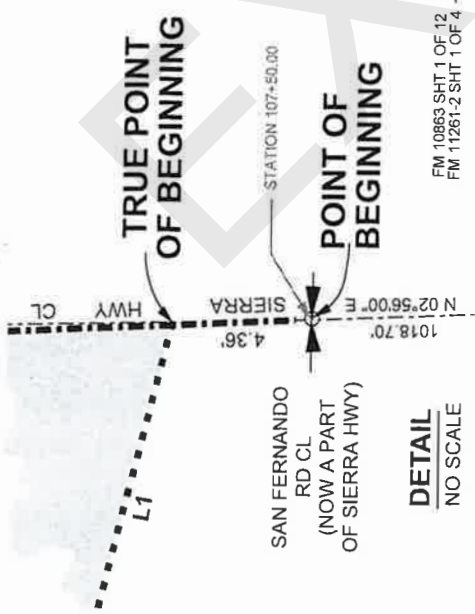 TRUE POINT
OF BEGINNING
STATION 107+50.00
POINT OF
BEGINNING
CL
HWY
SIERRA
4.36'
N 02°56'00" E
1018.70'
L1
SAN FERNANDO
RD CL
(NOW A PART
OF SIERRA HWY)
DETAIL
NO SCALE
FM 10863 SHT 1 OF 12
FM 11261-2 SHT 1 OF 4